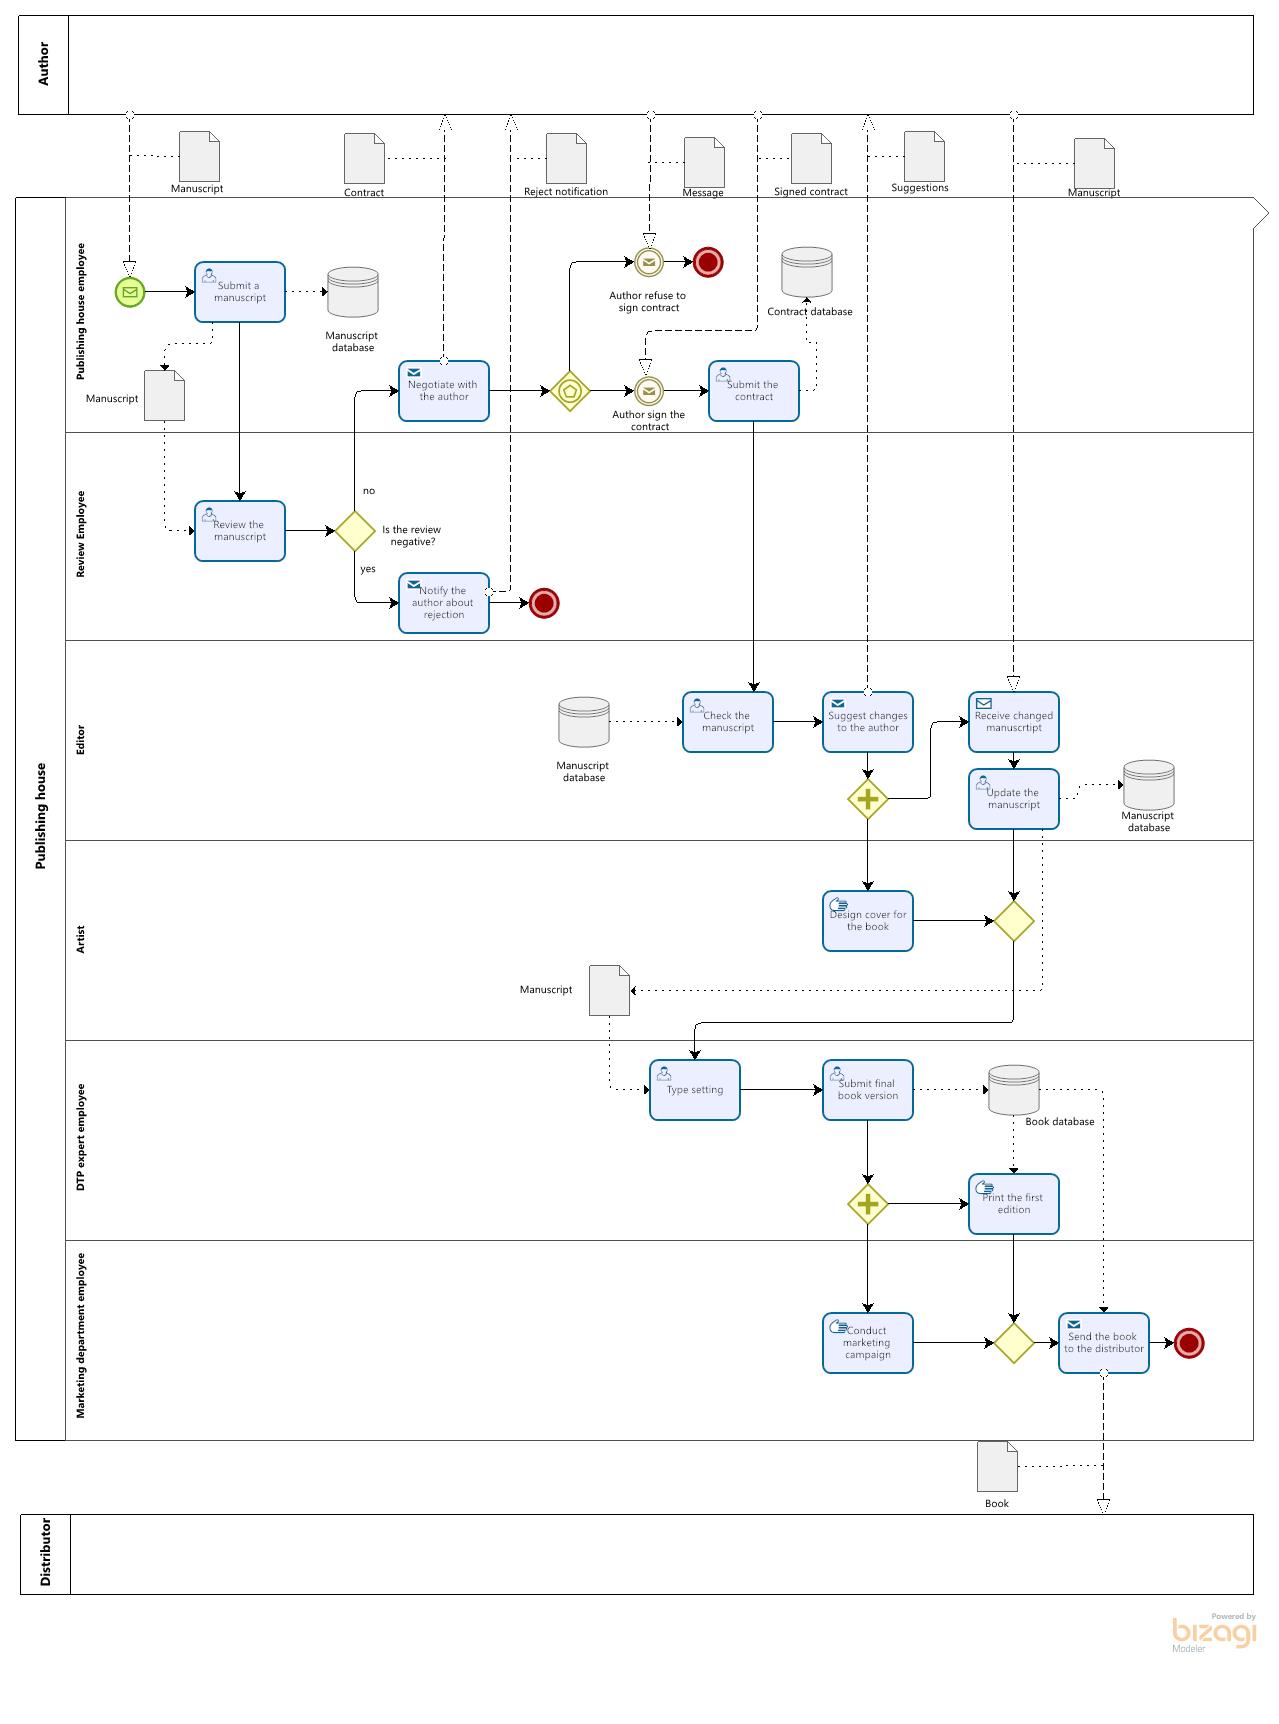 Author
Manuscript
Contract
Reject notification
Message
Signed contract
Suggestions
Manuscript
Publishing house
Publishing house employee
Submit a
manuscript
Manuscript
database
Manuscript
Negotiate with
the author
Author refuse to
sign contract
Author sign the
contract
Submit the
contract
Contract database
Review Employee
Review the
manuscript
no
Is the review
negative?
yes
Notify the
author about
rejection
Editor
Manuscript
database
Check the
manuscript
Suggest changes
to the author
Receive changed
manuscrtipt
Update the
manuscript
Manuscript
database
Artist
Design cover for
the book
Manuscript
DTP expert employee
Type setting
Submit final
book version
Book database
Print the first
edition
Marketing department employee
Conduct
marketing
campaign
Send the book
to the distributor
Book
Distributor
Powered by
bizagi
Modeler